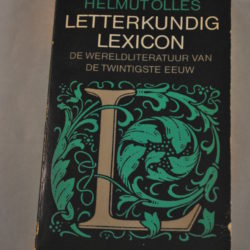 HELMUT OLLES
LETTERKUNDIG
LEXICON
DE WERELDLITERATUUR VAN
DE TWINTIGSTE EEUW
L